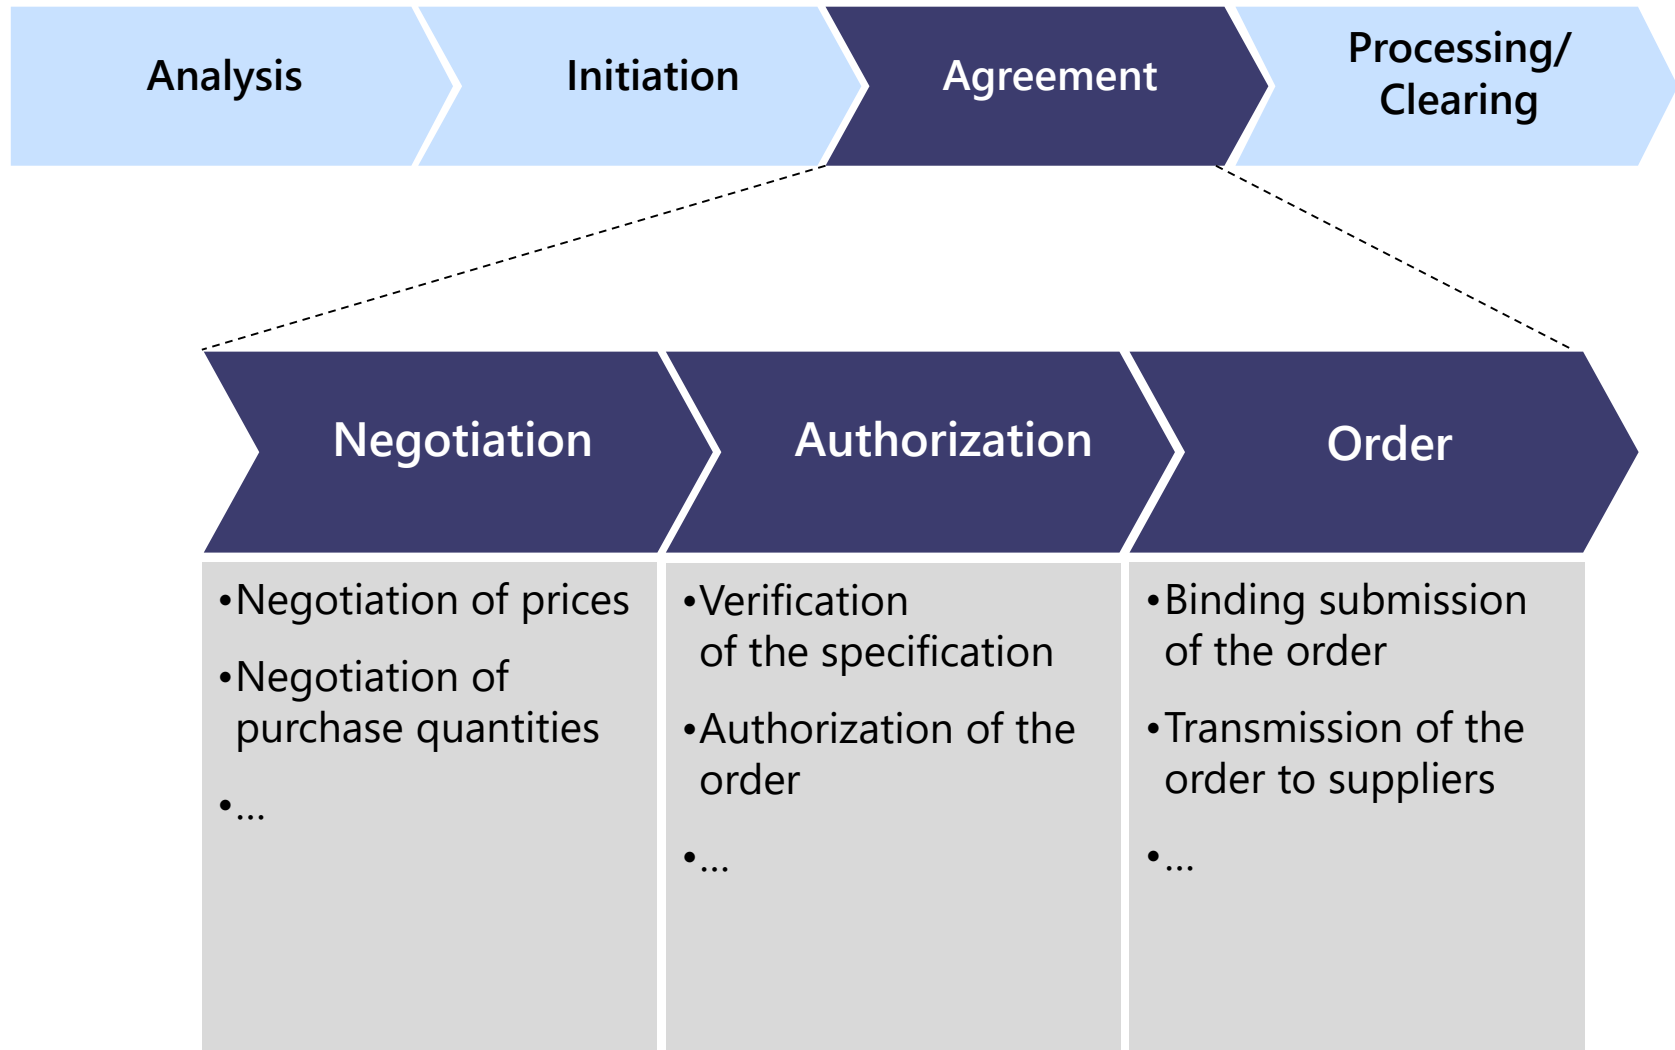 Analysis
Initiation
Agreement
Processing/
Clearing
Negotiation
Authorization
Order
•Negotiation of prices
•Negotiation of
purchase quantities
•...
•Verification
of the specification
•Authorization of the
order
•...
•Binding submission
of the order
•Transmission of the
order to suppliers
•...